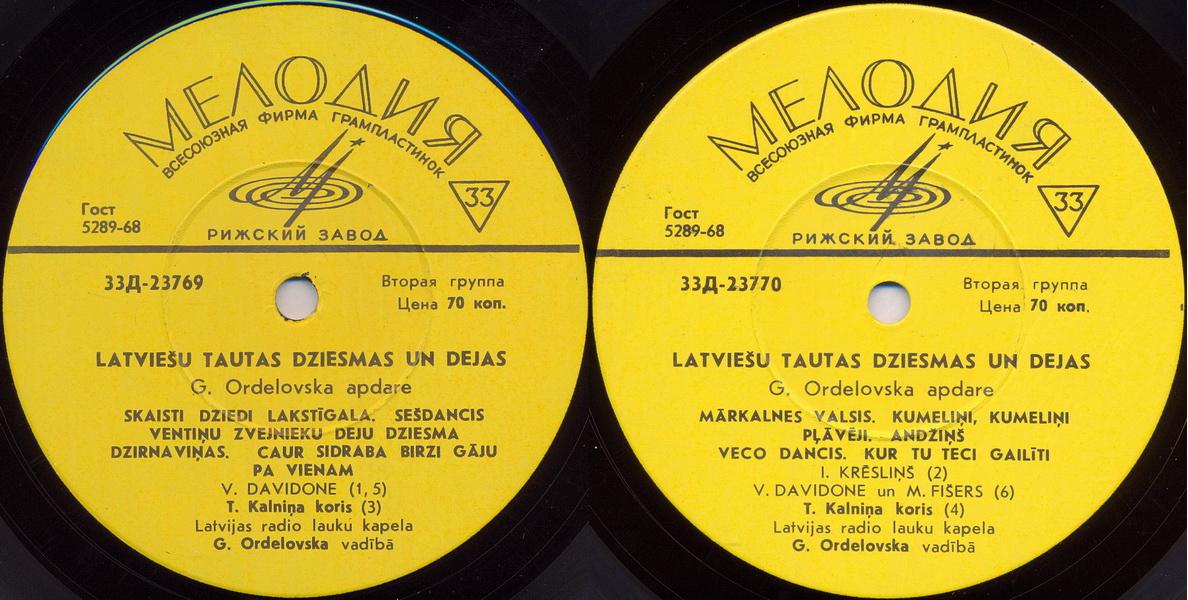 МЕЛОДИЯ
ВСЕСОЮЗНАЯ ФИРМА ГРАМПЛАСТИНОК
33
Гост
5289-68
РИЖСКИЙ ЗАВОД
33Д-23769
Вторая группа
Цена 70 коп.
LATVIEŠU TAUTAS DZIESMAS UN DEJAS
G. Ordelovska apdare
SKAISTI DZIEDI LAKSTĪGALA. SEŠDANCIS
VENTIŅU ZVEJNIEKU DEJU DZIESMA
DZIRNAVIŅAS. CAUR SIDRABA BIRZI GĀJU
PA VIENAM
V. DAVIDONE (1, 5)
T. Kalniņa koris (3)
Latvijas radio lauku kapela
G. Ordelovska vadībā
МЕЛОДИЯ
ВСЕСОЮЗНАЯ ФИРМА ГРАМПЛАСТИНОК
33
Гост
5289-68
РИЖСКИЙ ЗАВОД
33Д-23770
Вторая группа
Цена 70 коп.
LATVIEŠU TAUTAS DZIESMAS UN DEJAS
G. Ordelovska apdare
MĀRKALNES VALSIS. KUMELIŅI, KUMELIŅI
PĻĀVĒJI. ANDŽIŅŠ
VECO DANCIS. KUR TU TECI GAILĪTI
I. KRĒSLIŅŠ (2)
V. DAVIDONE un M. FIŠERS (6)
T. Kalniņa koris (4)
Latvijas radio lauku kapela
G. Ordelovska vadībā